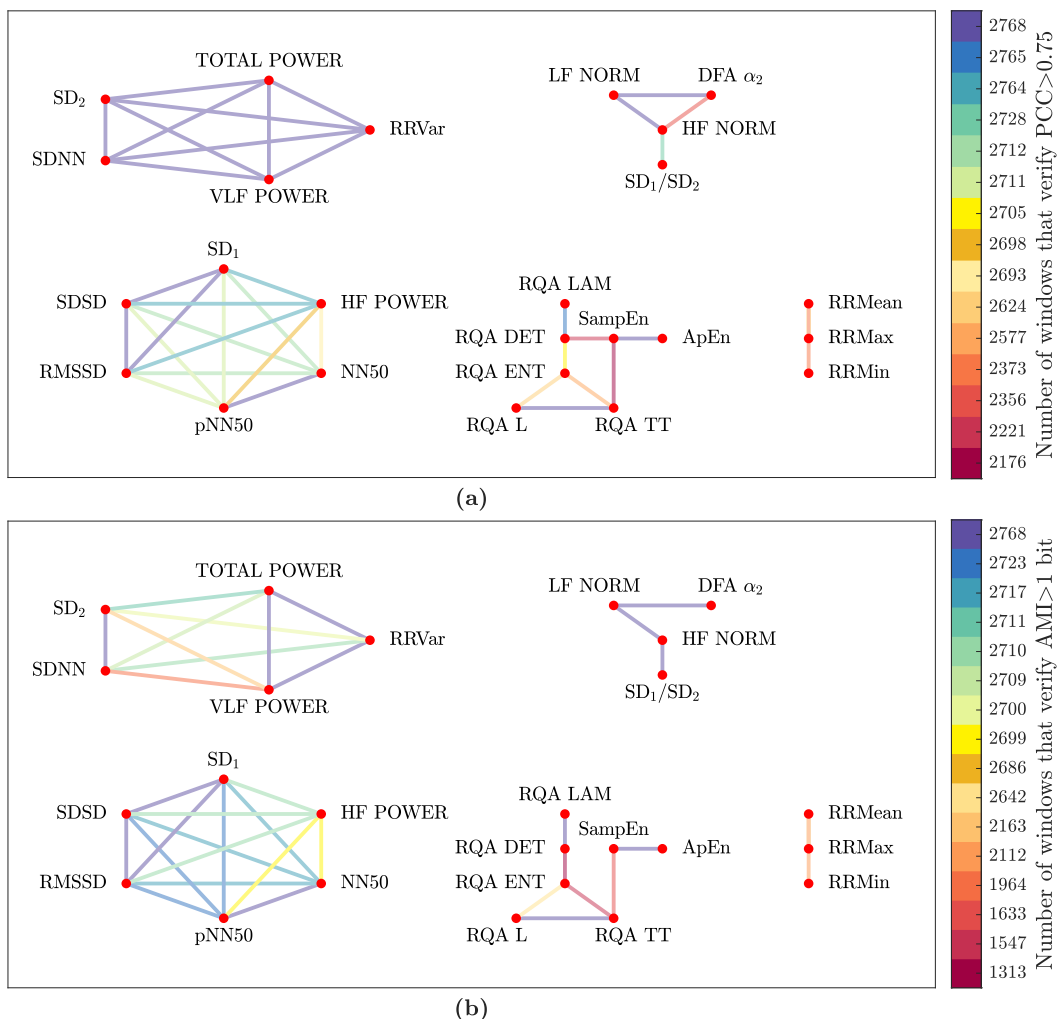 TOTAL POWER
SD₂
SDNN
RRVar
VLF POWER
LF NORM
DFA α₂
HF NORM
SD₁/SD₂
SD₁
SDSD
HF POWER
RMSSD
NN50
pNN50
RQA LAM
SampEn
RQA DET
ApEn
RQA ENT
RQA L
RQA TT
RRMean
RRMax
RRMin
2768
2765
2764
2728
2712
2711
2705
2698
2693
2624
2577
2373
2356
2221
2176
Number of windows that verify PCC>0.75
(a)
TOTAL POWER
SD₂
SDNN
RRVar
VLF POWER
LF NORM
DFA α₂
HF NORM
SD₁/SD₂
SD₁
SDSD
HF POWER
RMSSD
NN50
pNN50
RQA LAM
SampEn
RQA DET
ApEn
RQA ENT
RQA L
RQA TT
RRMean
RRMax
RRMin
2768
2723
2717
2711
2710
2709
2700
2699
2686
2642
2163
2112
1964
1633
1547
1313
Number of windows that verify AMI>1 bit
(b)